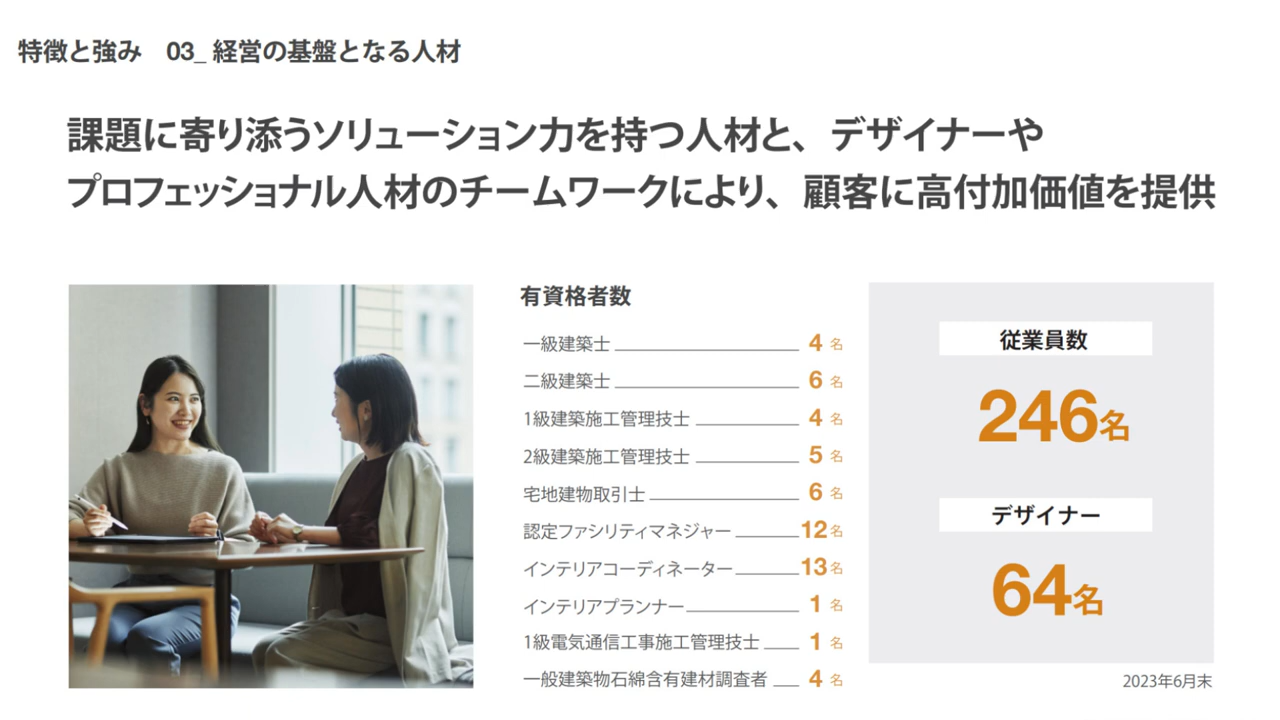 特徴と強み　03_ 経営の基盤となる人材
課題に寄り添うソリューション力を持つ人材と、デザイナーや
プロフェッショナル人材のチームワークにより、顧客に高付加価値を提供
有資格者数
一級建築士 4 名
二級建築士 6 名
1級建築施工管理技士 4 名
2級建築施工管理技士 5 名
宅地建物取引士 6 名
認定ファシリティマネジャー 12 名
インテリアコーディネーター 13 名
インテリアプランナー 1 名
1級電気通信工事施工管理技士 1 名
一般建築物石綿含有建材調査者 4 名
従業員数
246名
デザイナー
64名
2023年6月末